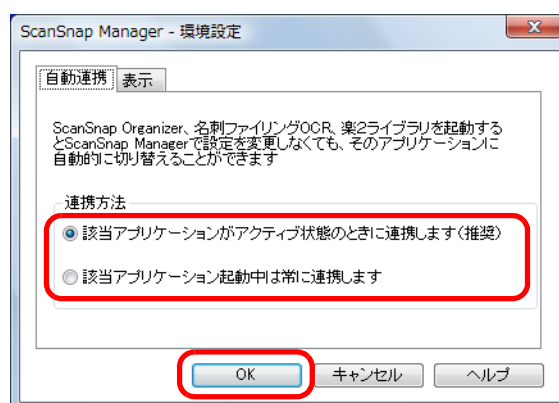 ScanSnap Manager - 環境設定
自動連携 表示
ScanSnap Organizer、名刺ファイリングOCR、楽2ライブラリを起動する
とScanSnap Managerで設定を変更しなくても、そのアプリケーションに
自動的に切り替えることができます
連携方法
該当アプリケーションがアクティブ状態のときに連携します(推奨)
該当アプリケーション起動中は常に連携します
OK キャンセル ヘルプ